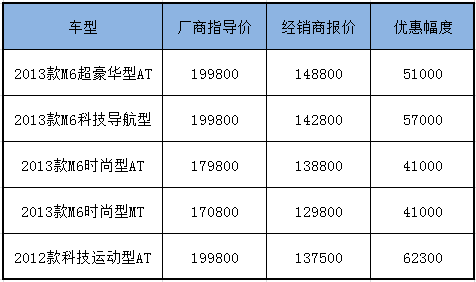 车型 厂商指导价 经销商报价 优惠幅度
2013款M6超豪华型AT 199800 148800 51000
2013款M6科技导航型 199800 142800 57000
2013款M6时尚型AT 179800 138800 41000
2013款M6时尚型MT 170800 129800 41000
2012款科技运动型AT 199800 137500 62300